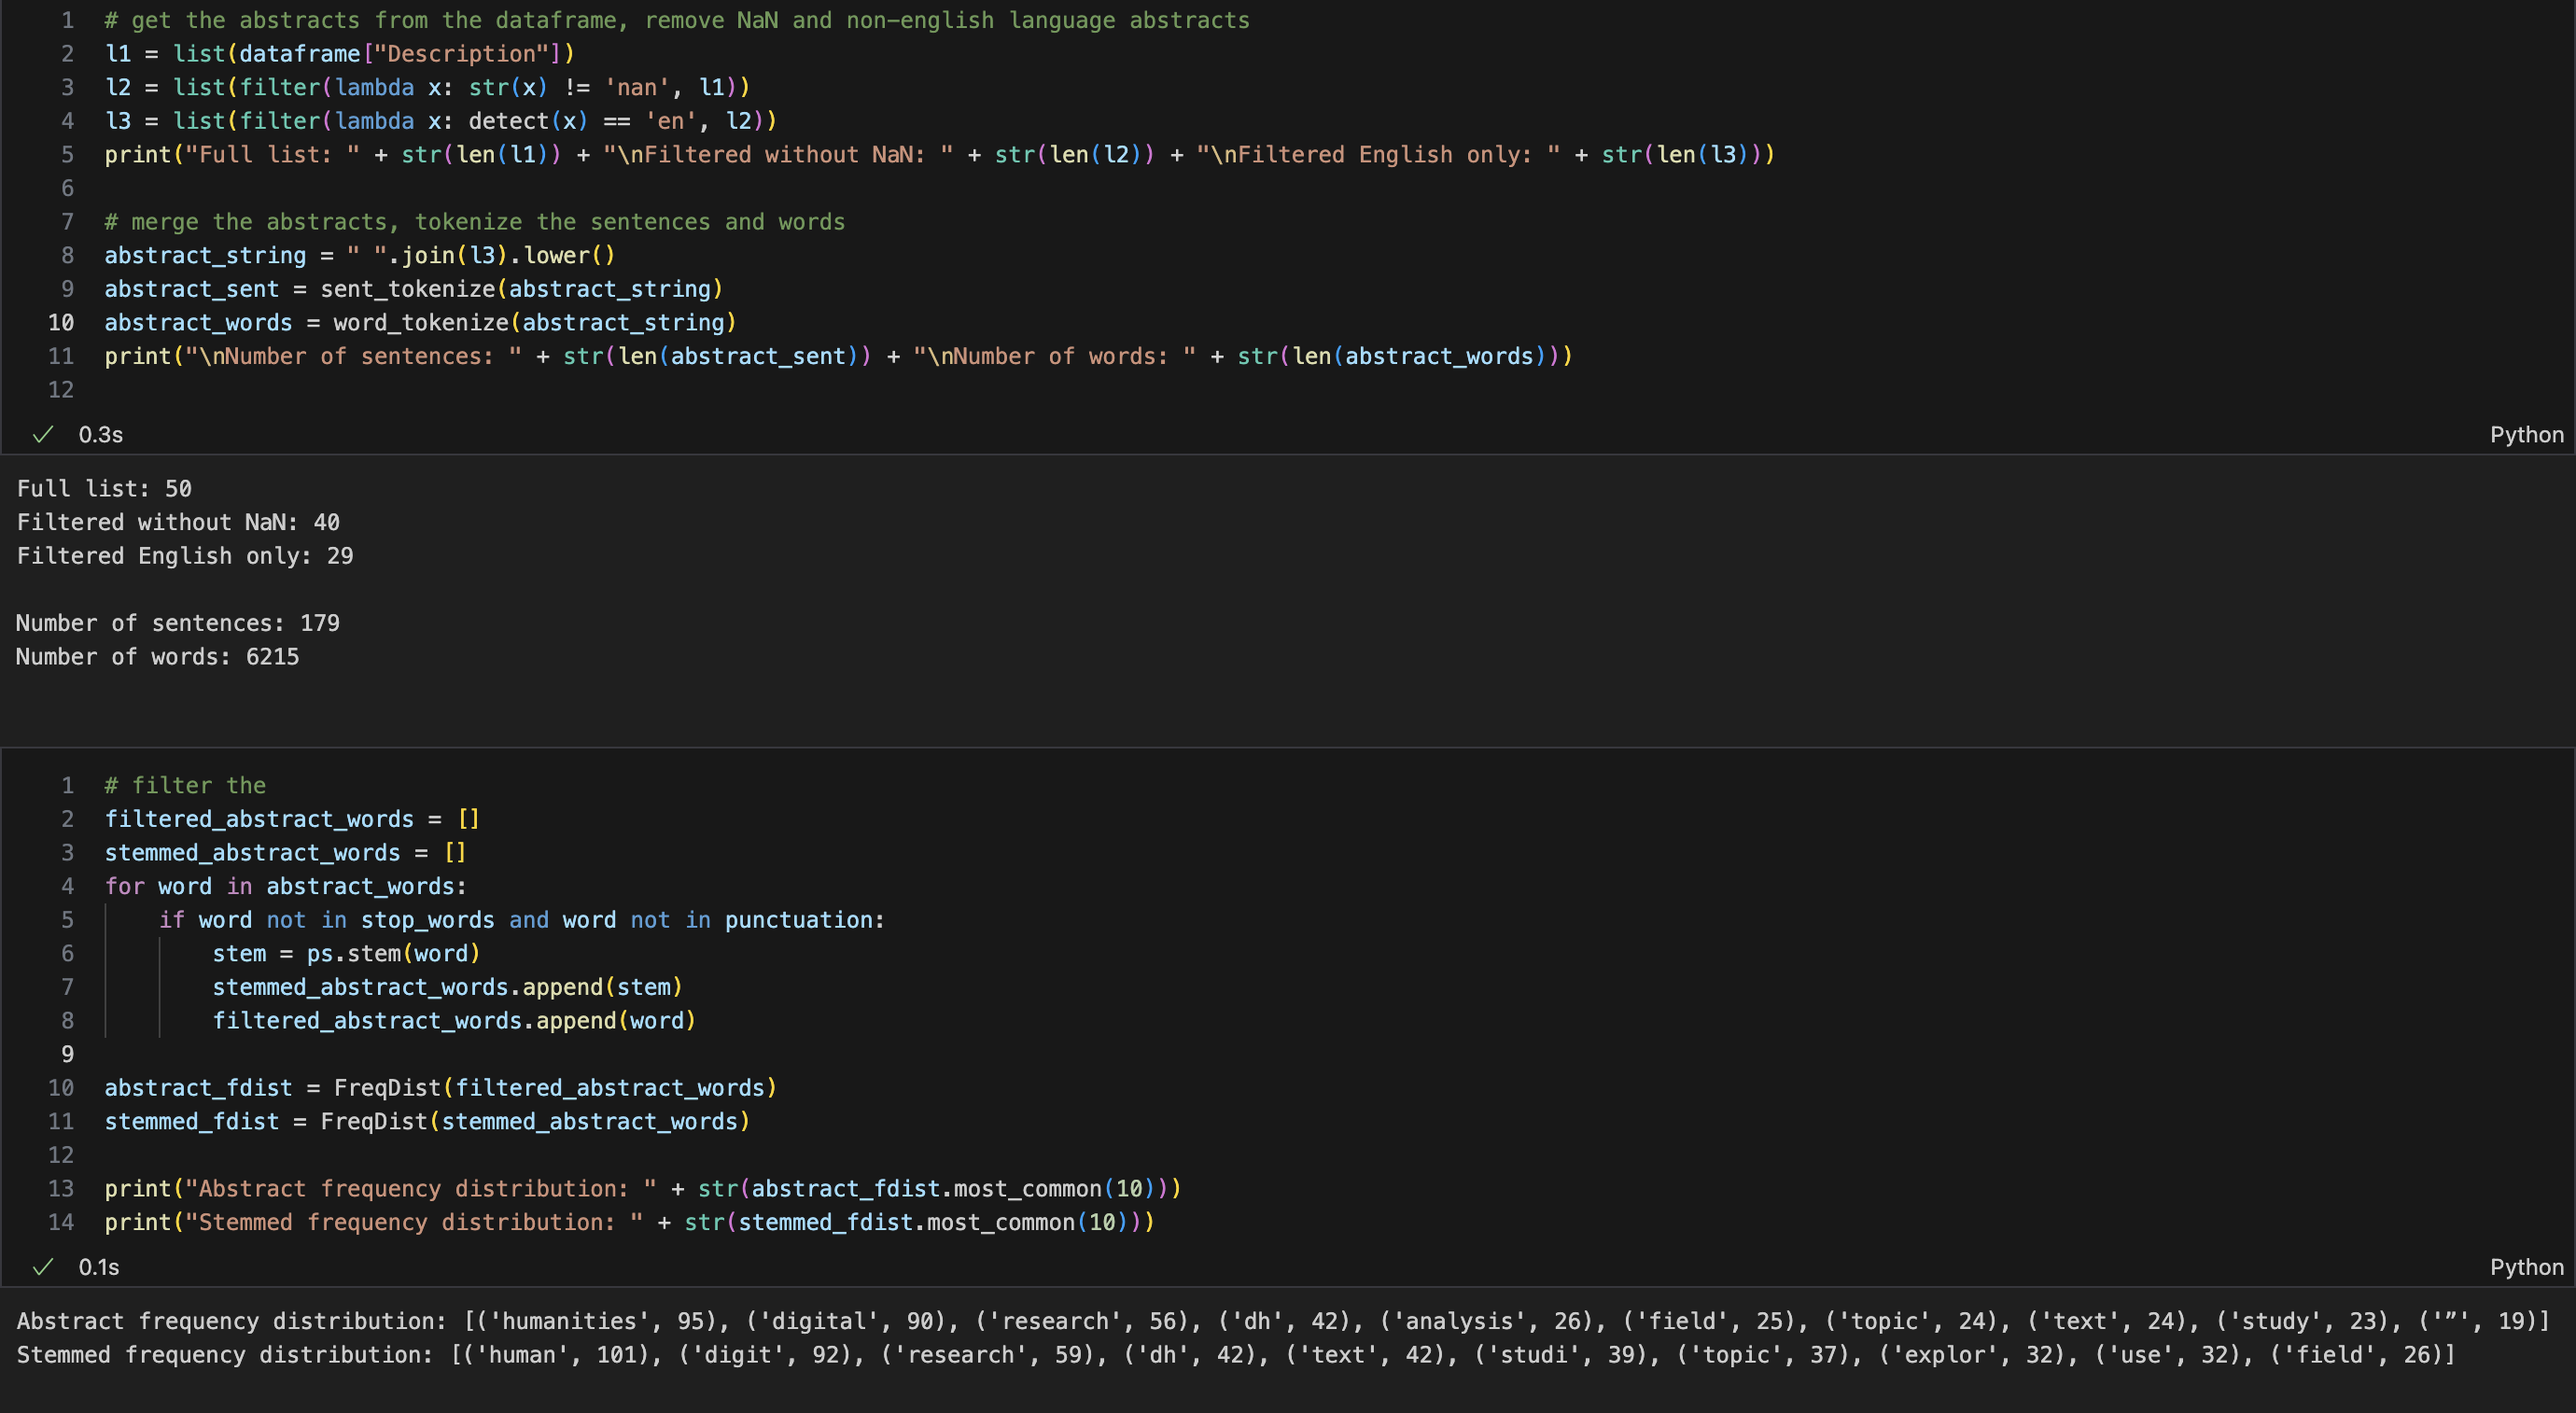 1 # get the abstracts from the dataframe, remove NaN and non-english language abstracts
2 l1 = list(dataframe["Description"])
3 l2 = list(filter(lambda x: str(x) != 'nan', l1))
4 l3 = list(filter(lambda x: detect(x) == 'en', l2))
5 print("Full list: " + str(len(l1)) + "\nFiltered without NaN: " + str(len(l2)) + "\nFiltered English only: " + str(len(l3)))
6
7 # merge the abstracts, tokenize the sentences and words
8 abstract_string = " ".join(l3).lower()
9 abstract_sent = sent_tokenize(abstract_string)
10 abstract_words = word_tokenize(abstract_string)
11 print("\nNumber of sentences: " + str(len(abstract_sent)) + "\nNumber of words: " + str(len(abstract_words)))
12
✓ 0.3s Python
Full list: 50
Filtered without NaN: 40
Filtered English only: 29
Number of sentences: 179
Number of words: 6215
1 # filter the
2 filtered_abstract_words = []
3 stemmed_abstract_words = []
4 for word in abstract_words:
5     if word not in stop_words and word not in punctuation:
6         stem = ps.stem(word)
7         stemmed_abstract_words.append(stem)
8         filtered_abstract_words.append(word)
9
10 abstract_fdist = FreqDist(filtered_abstract_words)
11 stemmed_fdist = FreqDist(stemmed_abstract_words)
12
13 print("Abstract frequency distribution: " + str(abstract_fdist.most_common(10)))
14 print("Stemmed frequency distribution: " + str(stemmed_fdist.most_common(10)))
✓ 0.1s Python
Abstract frequency distribution: [('humanities', 95), ('digital', 90), ('research', 56), ('dh', 42), ('analysis', 26), ('field', 25), ('topic', 24), ('text', 24), ('study', 23), ('”', 19)]
Stemmed frequency distribution: [('human', 101), ('digit', 92), ('research', 59), ('dh', 42), ('text', 42), ('studi', 39), ('topic', 37), ('explor', 32), ('use', 32), ('field', 26)]